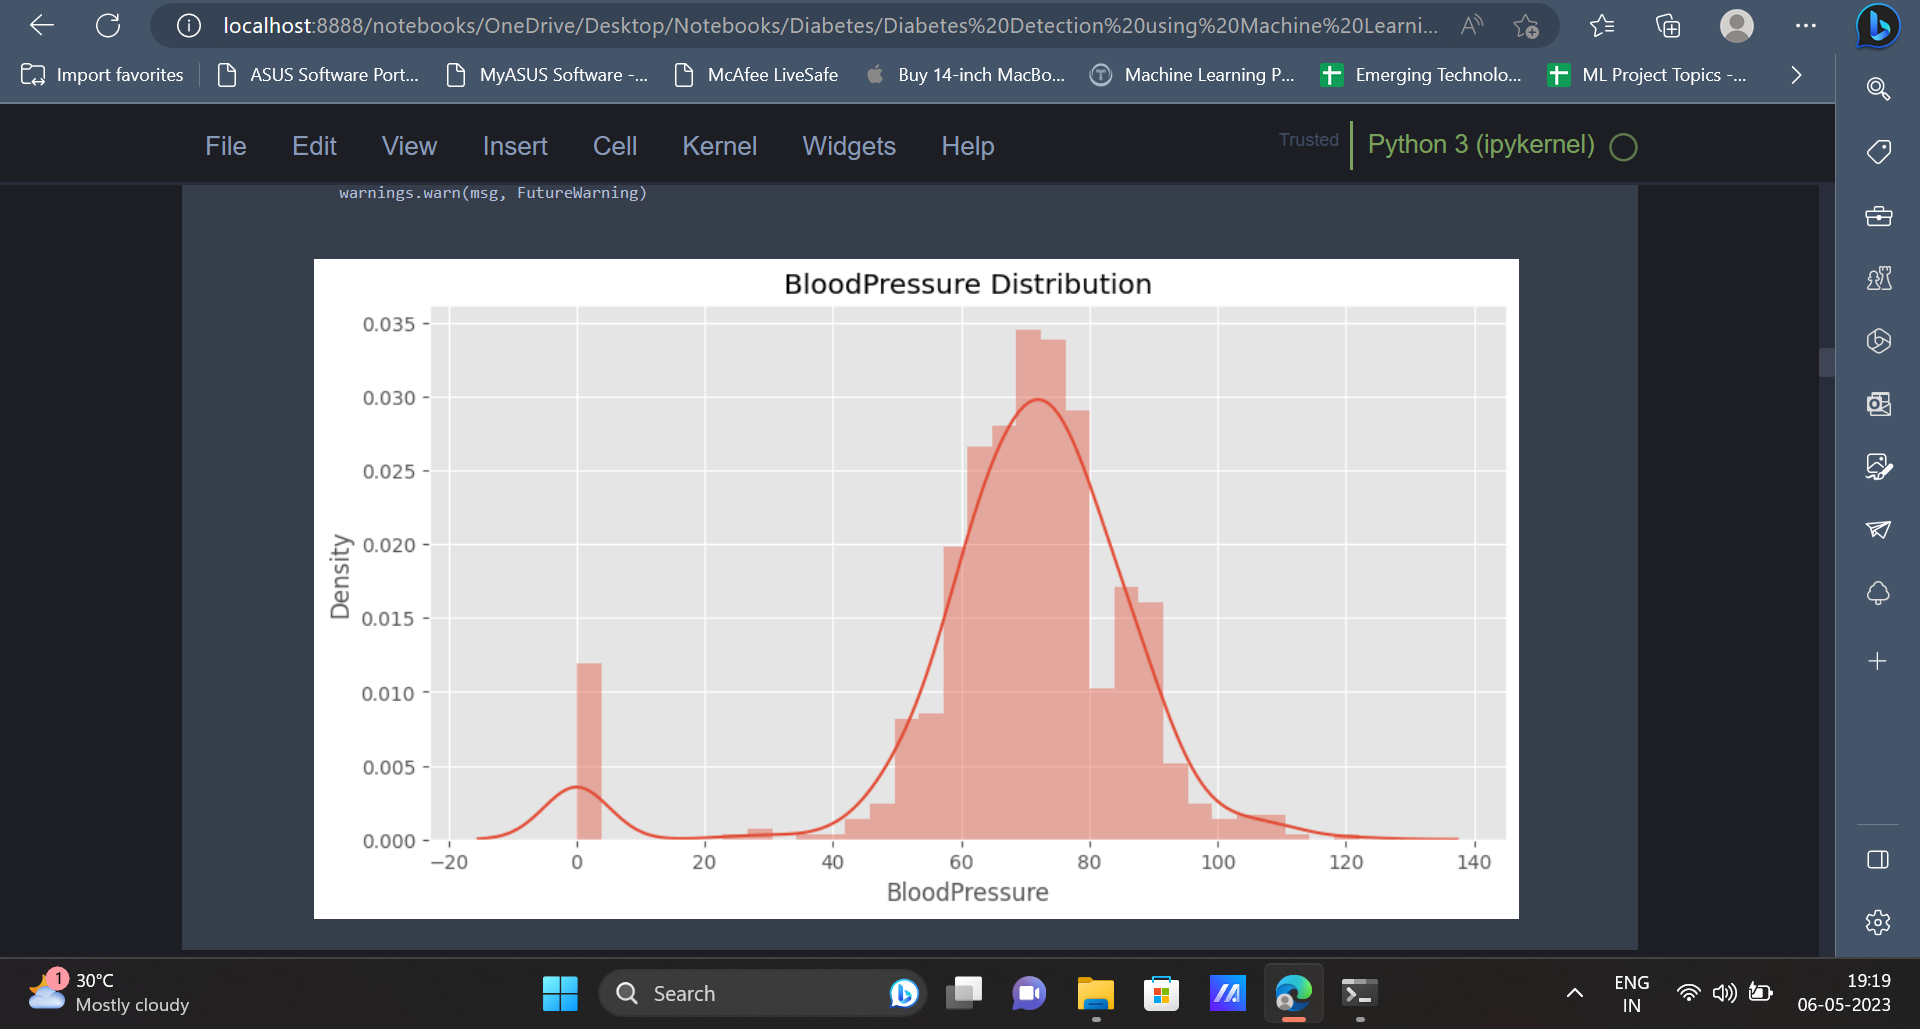 localhost:8888/notebooks/OneDrive/Desktop/Notebooks/Diabetes/Diabetes%20Detection%20using%20Machine%20Learni...
Import favorites
ASUS Software Port...
MyASUS Software -...
McAfee LiveSafe
Buy 14-inch MacBo...
Machine Learning P...
Emerging Technolo...
ML Project Topics -...
File Edit View Insert Cell Kernel Widgets Help
Trusted
Python 3 (ipykernel)
warnings.warn(msg, FutureWarning)
BloodPressure Distribution
0.035
0.030
0.025
0.020
0.015
0.010
0.005
0.000
Density
−20 0 20 40 60 80 100 120 140
BloodPressure
1
30°C
Mostly cloudy
Search
ENG
IN
19:19
06-05-2023